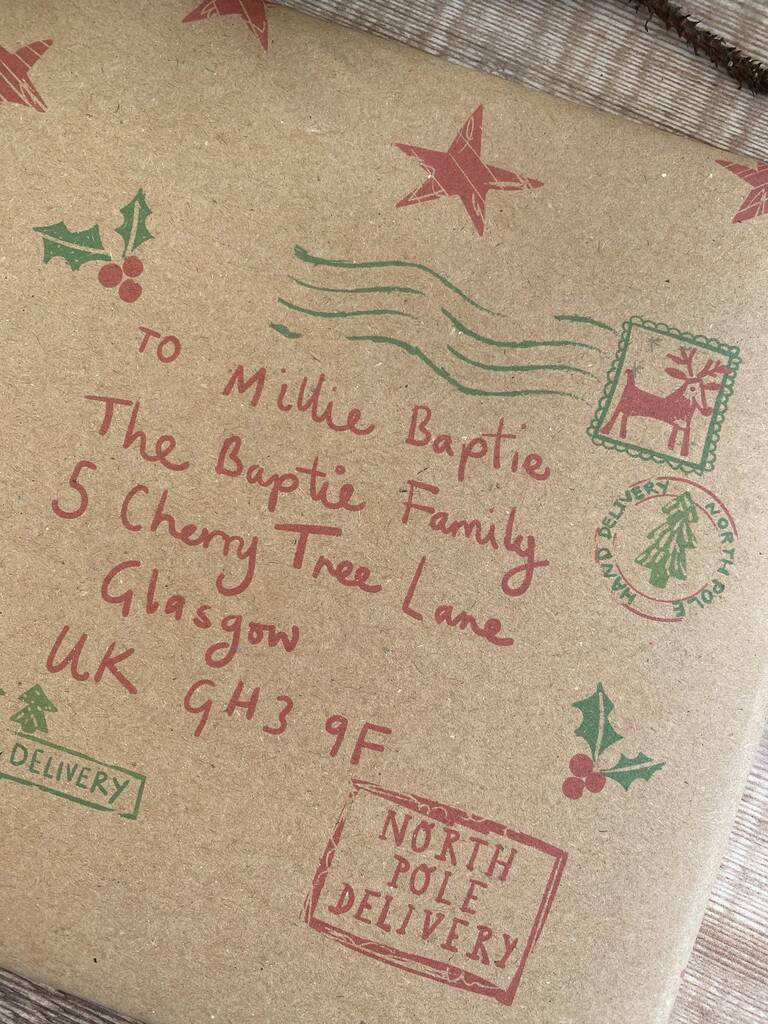 TO Millie Baptie
The Baptie Family
5 Cherry Tree Lane
Glasgow
UK GH3 9F
HAND DELIVERY NORTH POLE
DELIVERY
NORTH
POLE
DELIVERY